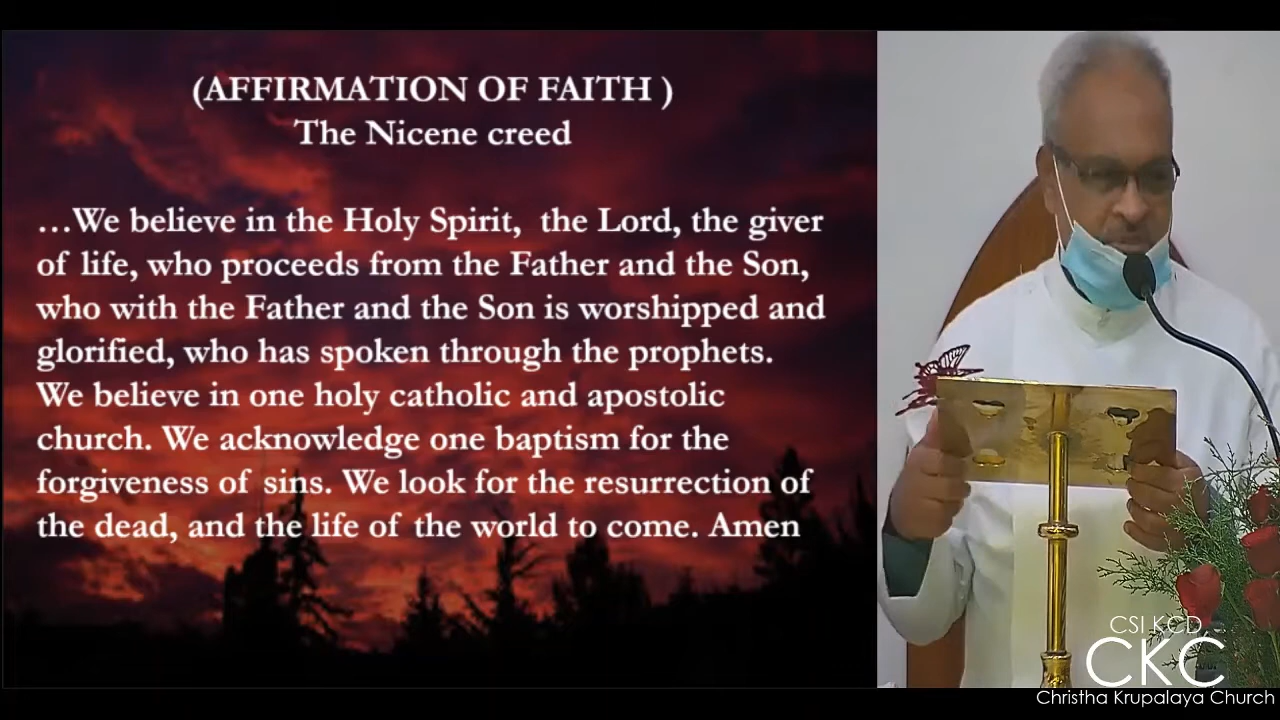 (AFFIRMATION OF FAITH )
The Nicene creed
…We believe in the Holy Spirit, the Lord, the giver
of life, who proceeds from the Father and the Son,
who with the Father and the Son is worshipped and
glorified, who has spoken through the prophets.
We believe in one holy catholic and apostolic
church. We acknowledge one baptism for the
forgiveness of sins. We look for the resurrection of
the dead, and the life of the world to come. Amen
CSI KCD
CKC
Christha Krupalaya Church